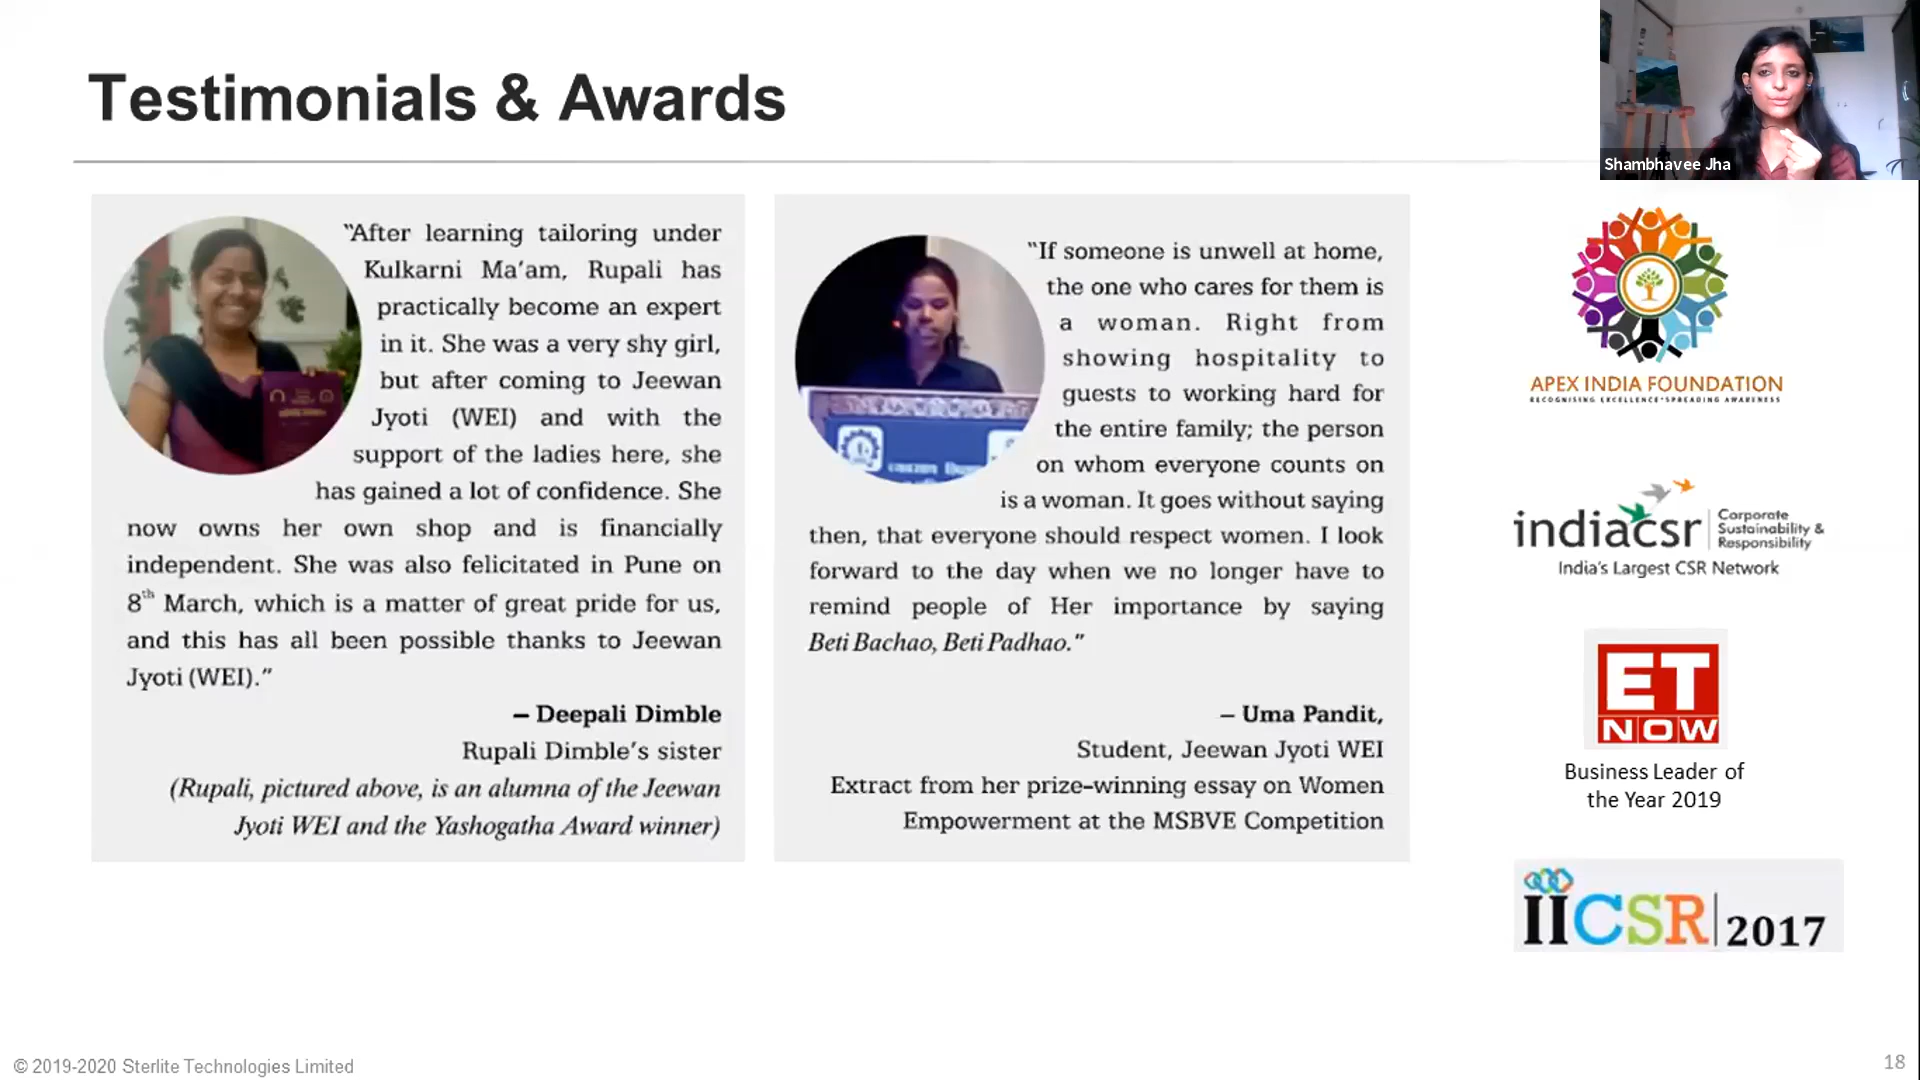 Testimonials & Awards
Shambhavee Jha
“After learning tailoring under
Kulkarni Ma’am, Rupali has
practically become an expert
in it. She was a very shy girl,
but after coming to Jeewan
Jyoti (WEI) and with the
support of the ladies here, she
has gained a lot of confidence. She
now owns her own shop and is financially
independent. She was also felicitated in Pune on
8th March, which is a matter of great pride for us,
and this has all been possible thanks to Jeewan
Jyoti (WEI).”
– Deepali Dimble
Rupali Dimble’s sister
(Rupali, pictured above, is an alumna of the Jeewan
Jyoti WEI and the Yashogatha Award winner)
“If someone is unwell at home,
the one who cares for them is
a woman. Right from
showing hospitality to
guests to working hard for
the entire family; the person
on whom everyone counts on
is a woman. It goes without saying
then, that everyone should respect women. I look
forward to the day when we no longer have to
remind people of Her importance by saying
Beti Bachao, Beti Padhao.”
– Uma Pandit,
Student, Jeewan Jyoti WEI
Extract from her prize-winning essay on Women
Empowerment at the MSBVE Competition
APEX INDIA FOUNDATION
RECOGNISING EXCELLENCE*SPREADING AWARENESS
indiacsr
Corporate
Sustainability &
Responsibility
India’s Largest CSR Network
ET
NOW
Business Leader of
the Year 2019
IICSR 2017
© 2019-2020 Sterlite Technologies Limited
18